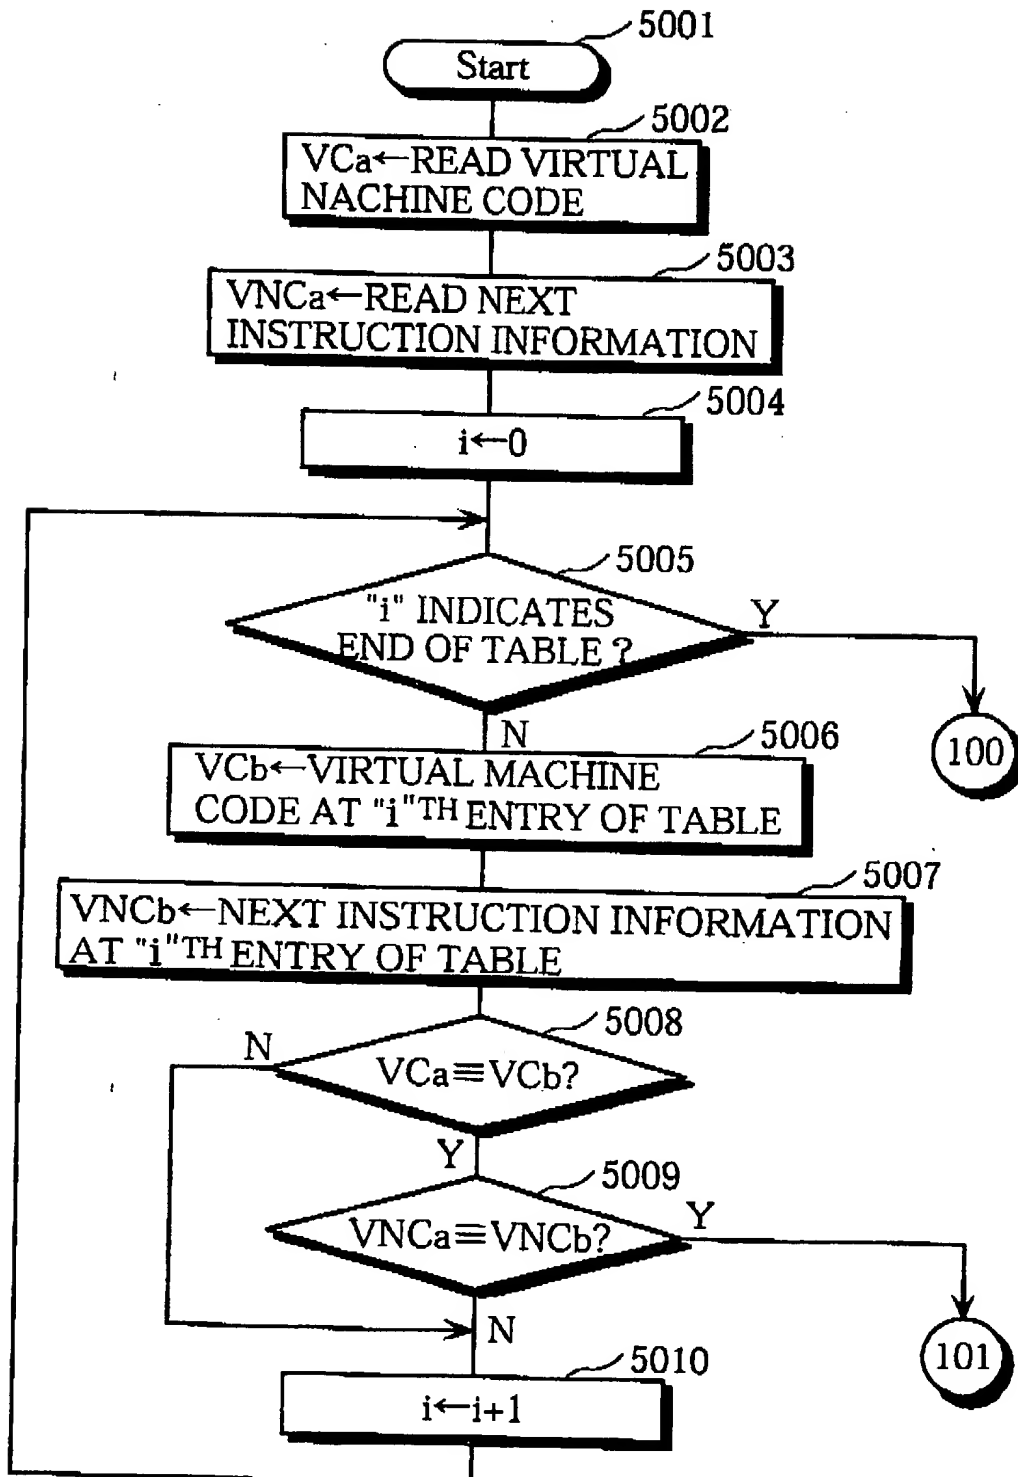 5001
Start
5002
VCa←READ VIRTUAL
NACHINE CODE
5003
VNCa←READ NEXT
INSTRUCTION INFORMATION
5004
i←0
5005
"i" INDICATES
END OF TABLE ?
Y
N
100
5006
VCb←VIRTUAL MACHINE
CODE AT "i"TH ENTRY OF TABLE
5007
VNCb←NEXT INSTRUCTION INFORMATION
AT "i"TH ENTRY OF TABLE
5008
N
VCa≡VCb?
Y
5009
VNCa≡VNCb?
Y
N
101
5010
i←i+1